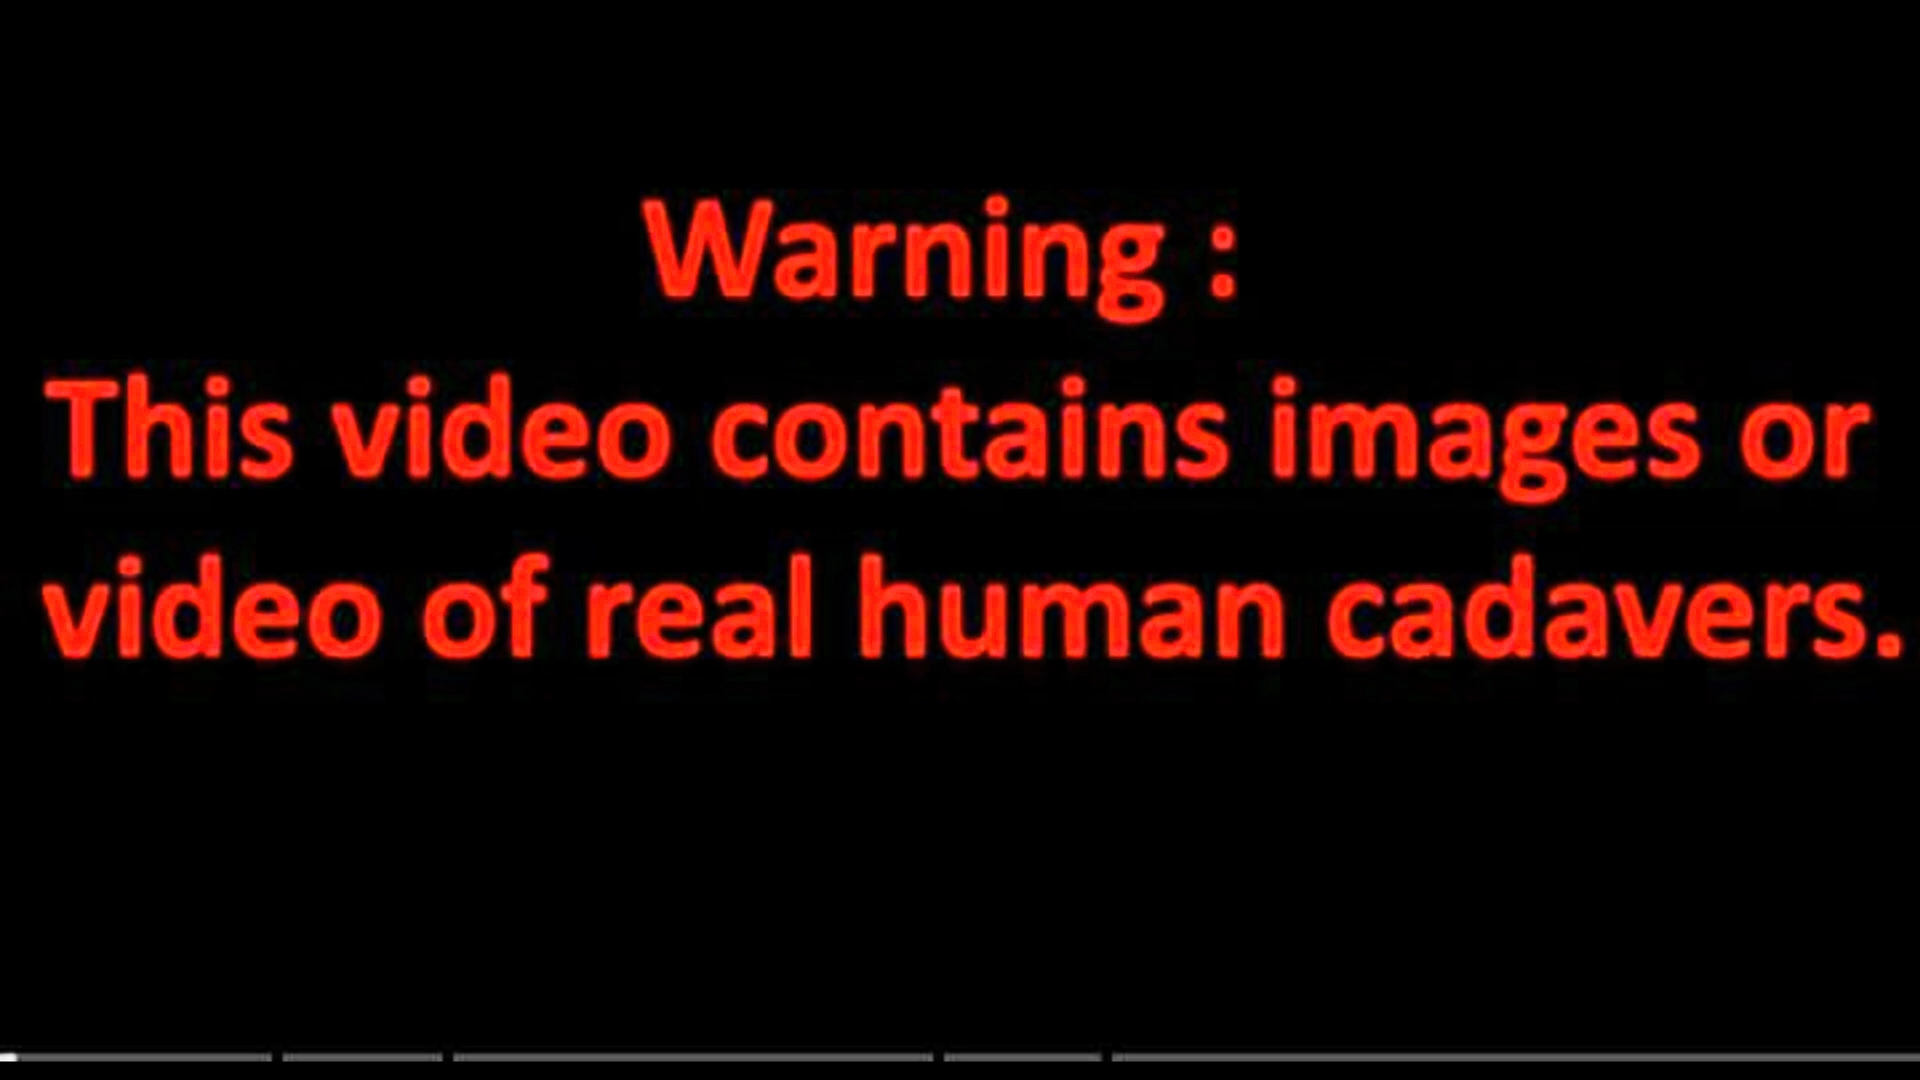 Warning :
This video contains images or
video of real human cadavers.